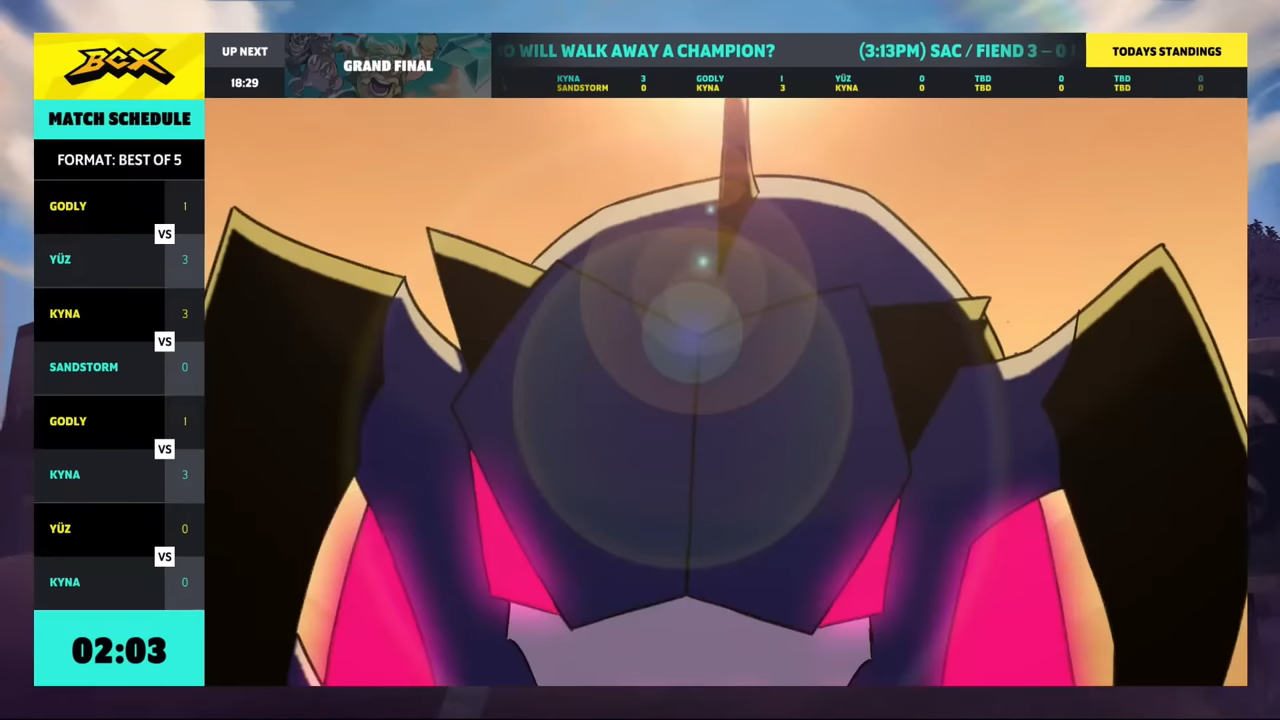 BCX
UP NEXT
18:29
GRAND FINAL
WILL WALK AWAY A CHAMPION?
(3:13PM) SAC / FIEND 3 – 0
TODAYS STANDINGS
KYNA 3
SANDSTORM 0
GODLY 1
KYNA 3
YÜZ 0
KYNA 0
TBD 0
TBD 0
TBD 0
TBD 0
MATCH SCHEDULE
FORMAT: BEST OF 5
GODLY 1
VS
YÜZ 3
KYNA 3
VS
SANDSTORM 0
GODLY 1
VS
KYNA 3
YÜZ 0
VS
KYNA 0
02:03